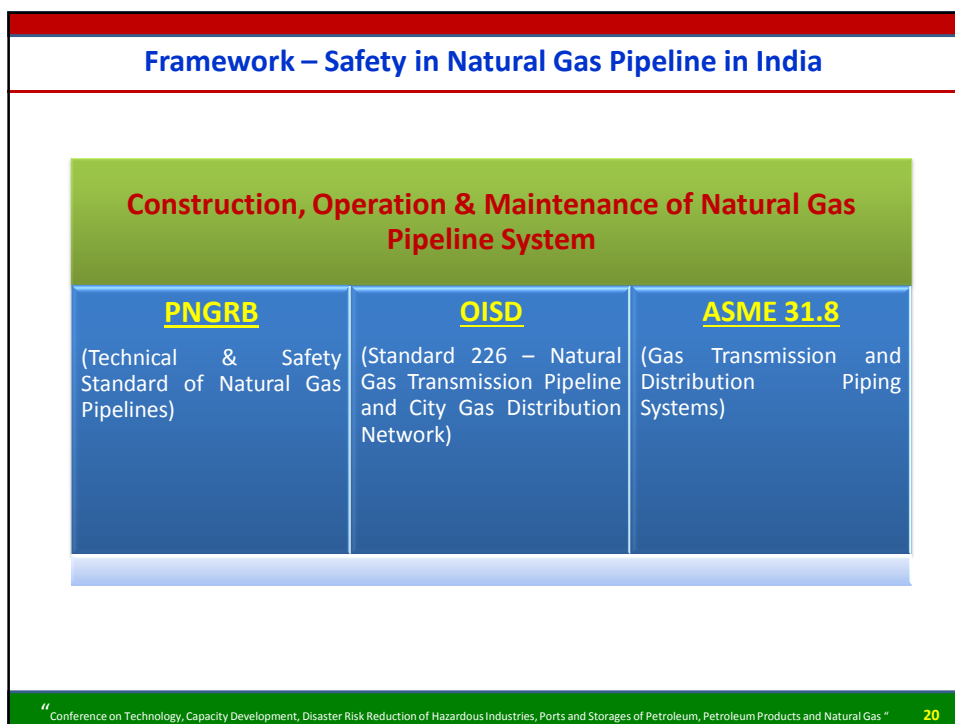 Framework – Safety in Natural Gas Pipeline in India
Construction, Operation & Maintenance of Natural Gas
Pipeline System
PNGRB
(Technical & Safety
Standard of Natural Gas
Pipelines)
OISD
(Standard 226 – Natural
Gas Transmission Pipeline
and City Gas Distribution
Network)
ASME 31.8
(Gas Transmission and
Distribution Piping
Systems)
“Conference on Technology, Capacity Development, Disaster Risk Reduction of Hazardous Industries, Ports and Storages of Petroleum, Petroleum Products and Natural Gas “ 20